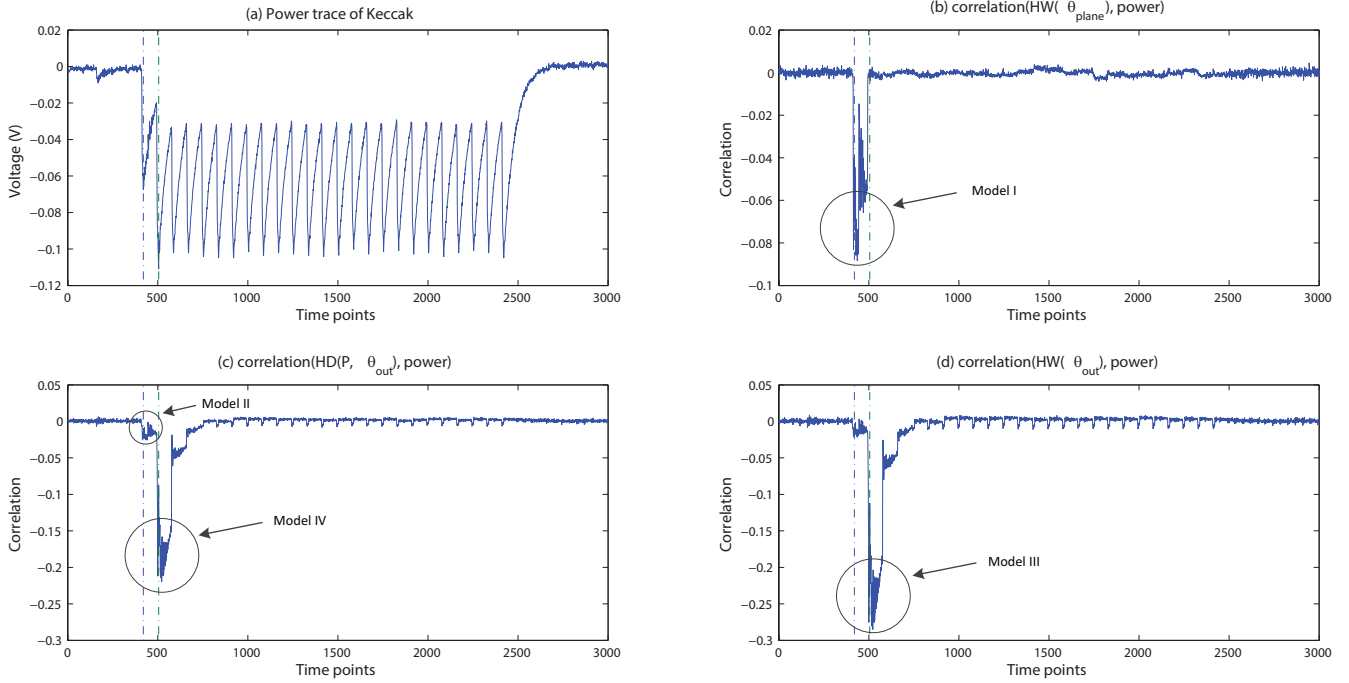 (a) Power trace of Keccak
0.02
0
−0.02
−0.04
−0.06
−0.08
−0.1
−0.12
Voltage (V)
0 500 1000 1500 2000 2500 3000
Time points
(b) correlation(HW( θplane), power)
0.02
0
−0.02
−0.04
−0.06
−0.08
−0.1
Correlation
Model I
0 500 1000 1500 2000 2500 3000
Time points
(c) correlation(HD(P, θout), power)
0.05
0
−0.05
−0.1
−0.15
−0.2
−0.25
−0.3
Correlation
Model II
Model IV
0 500 1000 1500 2000 2500 3000
Time points
(d) correlation(HW( θout), power)
0.05
0
−0.05
−0.1
−0.15
−0.2
−0.25
−0.3
Correlation
Model III
0 500 1000 1500 2000 2500 3000
Time points